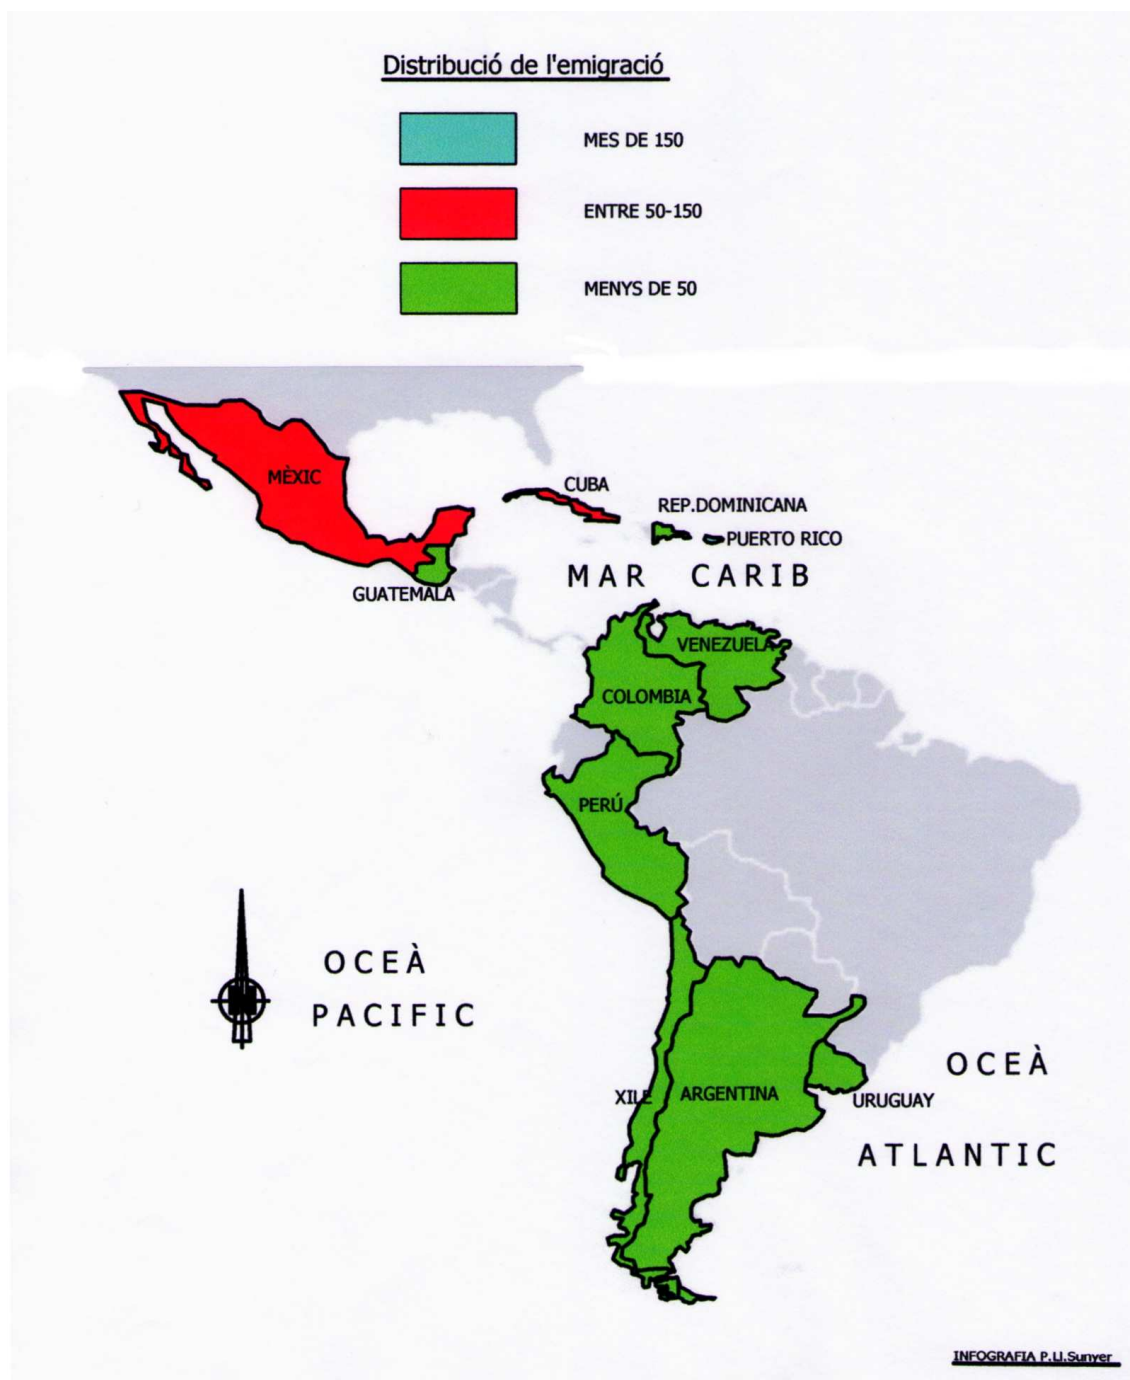 Distribució de l'emigració
MES DE 150
ENTRE 50-150
MENYS DE 50
MÈXIC
CUBA
REP.DOMINICANA
PUERTO RICO
MAR CARIB
GUATEMALA
VENEZUELA
COLOMBIA
PERÚ
OCEÀ
PACIFIC
OCEÀ
XILE
ARGENTINA
URUGUAY
ATLANTIC
INFOGRAFIA P.Ll.Sunyer